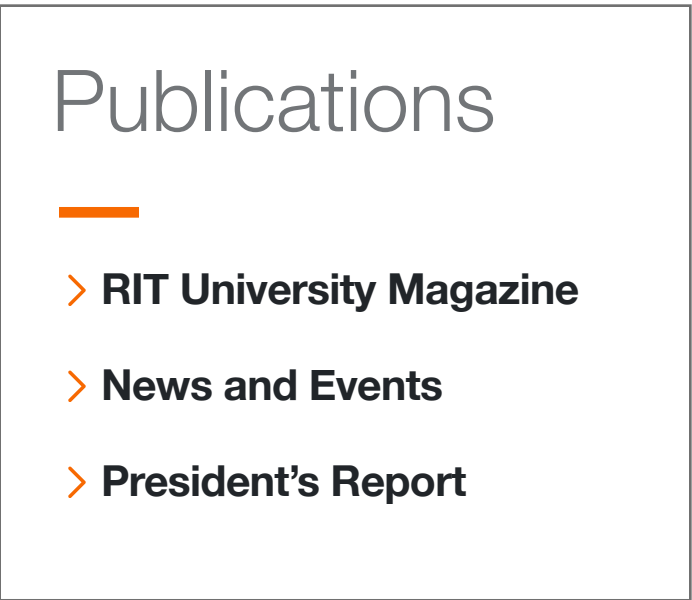 Publications
RIT University Magazine
News and Events
President’s Report